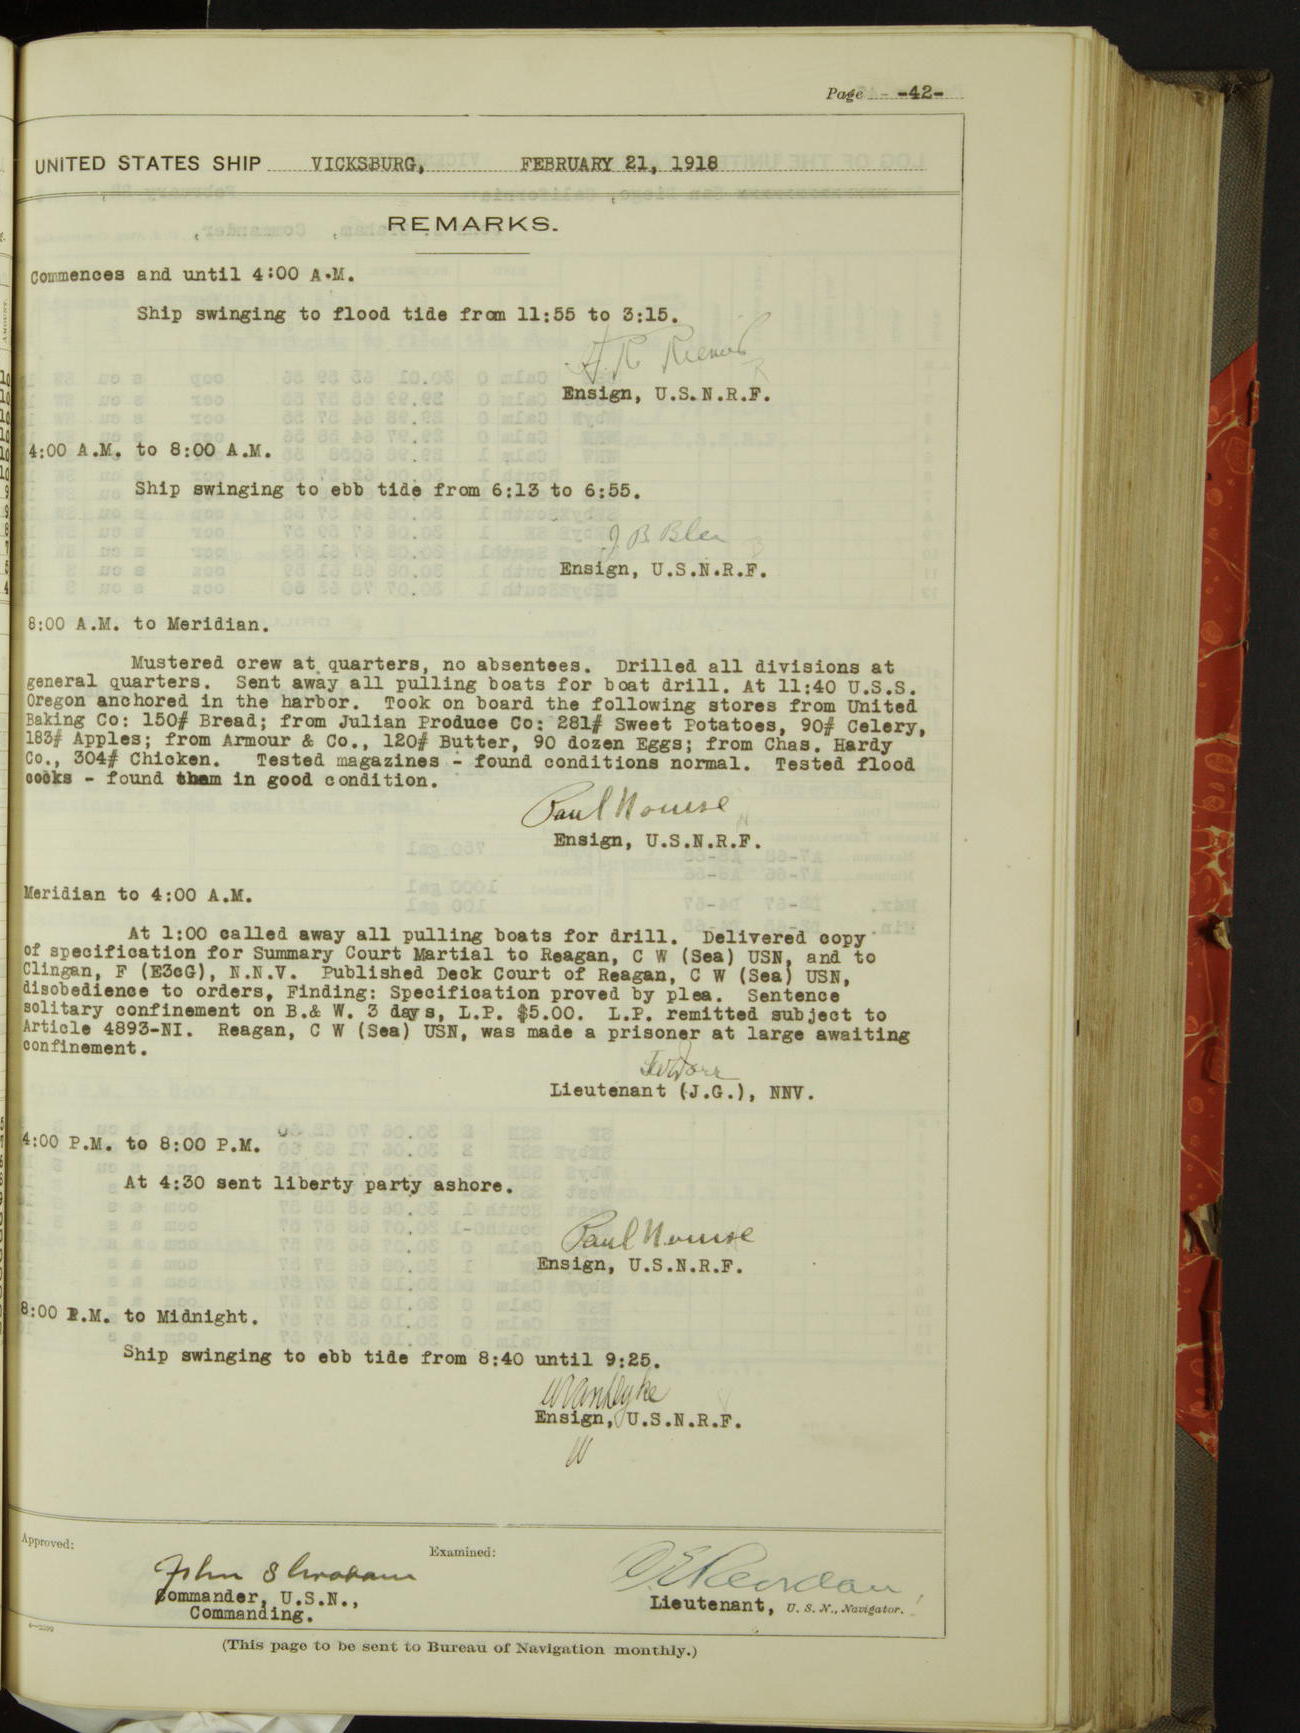 Page -42-
UNITED STATES SHIP VICKSBURG, FEBRUARY 21, 1918
REMARKS.
Commences and until 4:00 A.M.
Ship swinging to flood tide from 11:55 to 3:15.
Ensign, U.S.N.R.F.
4:00 A.M. to 8:00 A.M.
Ship swinging to ebb tide from 6:13 to 6:55.
Ensign, U.S.N.R.F.
8:00 A.M. to Meridian.
Mustered crew at quarters, no absentees. Drilled all divisions at
general quarters. Sent away all pulling boats for boat drill. At 11:40 U.S.S.
Oregon anchored in the harbor. Took on board the following stores from United
Baking Co: 150# Bread; from Julian Produce Co: 281# Sweet Potatoes, 90# Celery,
183# Apples; from Armour & Co., 120# Butter, 90 dozen Eggs; from Chas. Hardy
Co., 304# Chicken. Tested magazines - found conditions normal. Tested flood
cocks - found them in good condition.
Paul Nourse
Ensign, U.S.N.R.F.
Meridian to 4:00 A.M.
At 1:00 called away all pulling boats for drill. Delivered copy
of specification for Summary Court Martial to Reagan, C W (Sea) USN, and to
Clingan, F (E3cG), N.N.V. Published Deck Court of Reagan, C W (Sea) USN,
disobedience to orders, Finding: Specification proved by plea. Sentence
solitary confinement on B.& W. 3 days, L.P. $5.00. L.P. remitted subject to
Article 4893-NI. Reagan, C W (Sea) USN, was made a prisoner at large awaiting
confinement.
Lieutenant (J.G.), NNV.
4:00 P.M. to 8:00 P.M.
At 4:30 sent liberty party ashore.
Paul Nourse
Ensign, U.S.N.R.F.
8:00 P.M. to Midnight.
Ship swinging to ebb tide from 8:40 until 9:25.
W VanDyke
Ensign, U.S.N.R.F.
Approved:
Examined:
John S Graham
Commander, U.S.N.,
Commanding.
Lieutenant, U. S. N., Navigator.
(This page to be sent to Bureau of Navigation monthly.)